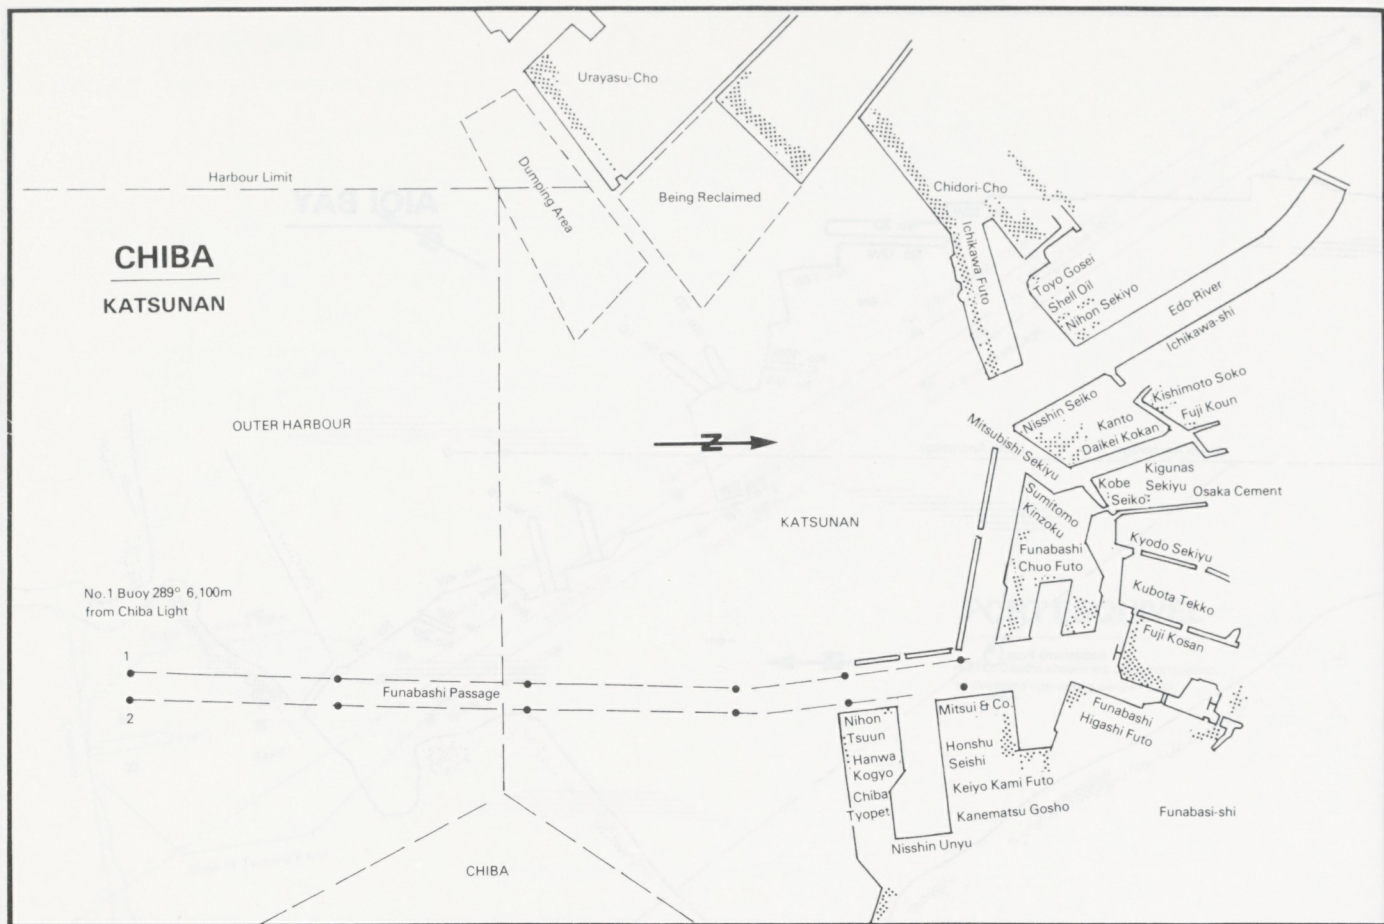 Urayasu-Cho
Harbour Limit
Dumping Area
Being Reclaimed
Chidori-Cho
CHIBA
KATSUNAN
Ichikawa Futo
Toyo Gosei
Shell Oil
Nihon Sekiyo
Edo-River
Ichikawa-shi
OUTER HARBOUR
N
Nisshin Seiko
Kishimoto Soko
Fuji Koun
Kanto
Daikei Kokan
Mitsubishi Sekiyu
Kigunas
Sekiyu
Kobe
Seiko
Osaka Cement
KATSUNAN
Sumitomo
Kinzoku
Funabashi
Chuo Futo
Kyodo Sekiyu
Kubota Tekko
Fuji Kosan
No.1 Buoy 289° 6,100m
from Chiba Light
1
2
Funabashi Passage
Nihon
Tsuun
Hanwa
Kogyo
Chiba
Tyopet
Mitsui & Co.
Honshu
Seishi
Keiyo Kami Futo
Kanematsu Gosho
Nisshin Unyu
Funabashi
Higashi Futo
Funabasi-shi
CHIBA
AIQI BAY